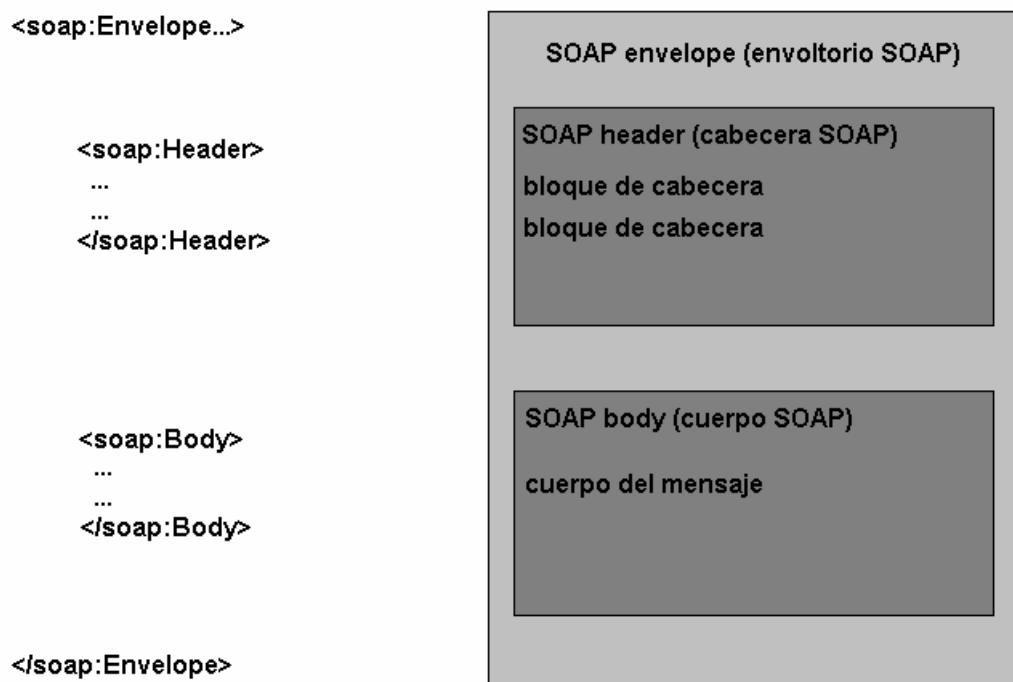 <soap:Envelope...>
<soap:Header>
...
...
</soap:Header>
<soap:Body>
...
...
</soap:Body>
</soap:Envelope>
SOAP envelope (envoltorio SOAP)
SOAP header (cabecera SOAP)
bloque de cabecera
bloque de cabecera
SOAP body (cuerpo SOAP)
cuerpo del mensaje